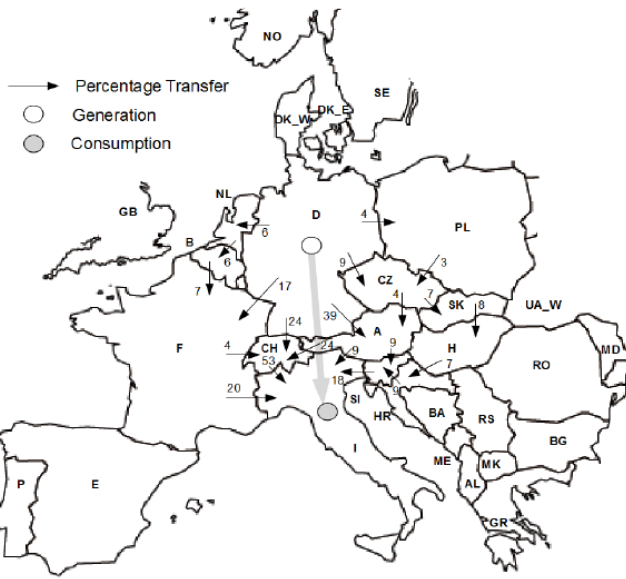 NO
Percentage Transfer
SE
Generation
DK_W
DK_E
Consumption
NL
GB
D
4
PL
B
6
6
9
3
CZ
7
17
4
7
SK
8
UA_W
39
A
24
F
4
CH
24
9
9
H
MD
53
7
RO
20
18
9
SI
HR
BA
RS
I
BG
P
E
ME
MK
AL
GR